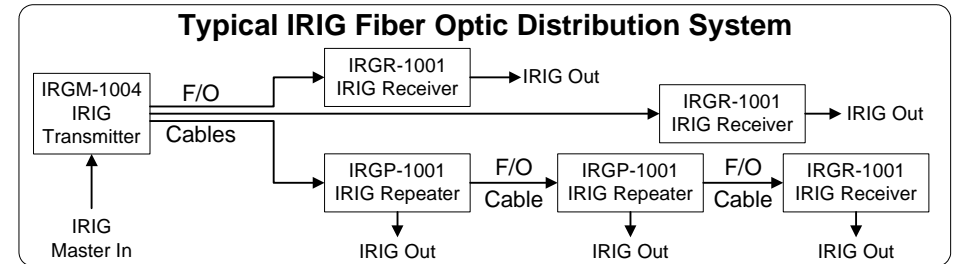 Typical IRIG Fiber Optic Distribution System
IRGM-1004
IRIG
Transmitter
F/O
Cables
IRGR-1001
IRIG Receiver
IRIG Out
IRGR-1001
IRIG Receiver
IRIG Out
IRGP-1001
IRIG Repeater
F/O
Cable
IRGP-1001
IRIG Repeater
F/O
Cable
IRGR-1001
IRIG Receiver
IRIG
Master In
IRIG Out
IRIG Out
IRIG Out